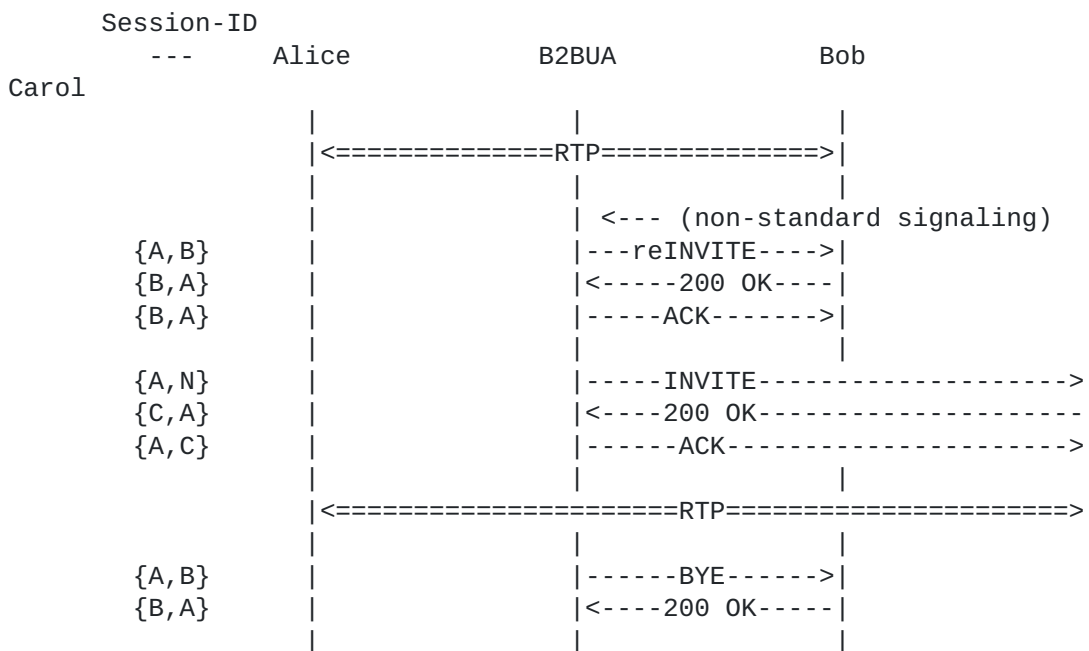 Session-ID
---     Alice            B2BUA             Bob
Carol
|                |                |
|<==============RTP==============>|
|                |                |
|                | <--- (non-standard signaling)
{A,B}      |                |---reINVITE---->|
{B,A}      |                |<-----200 OK----|
{B,A}      |                |-----ACK------->|
|                |                |
{A,N}      |                |-----INVITE-------------------->
{C,A}      |                |<----200 OK---------------------
{A,C}      |                |------ACK---------------------->
|                |                |
|<======================RTP======================>
|                |                |
{A,B}      |                |------BYE------>|
{B,A}      |                |<----200 OK-----|
|                |                |